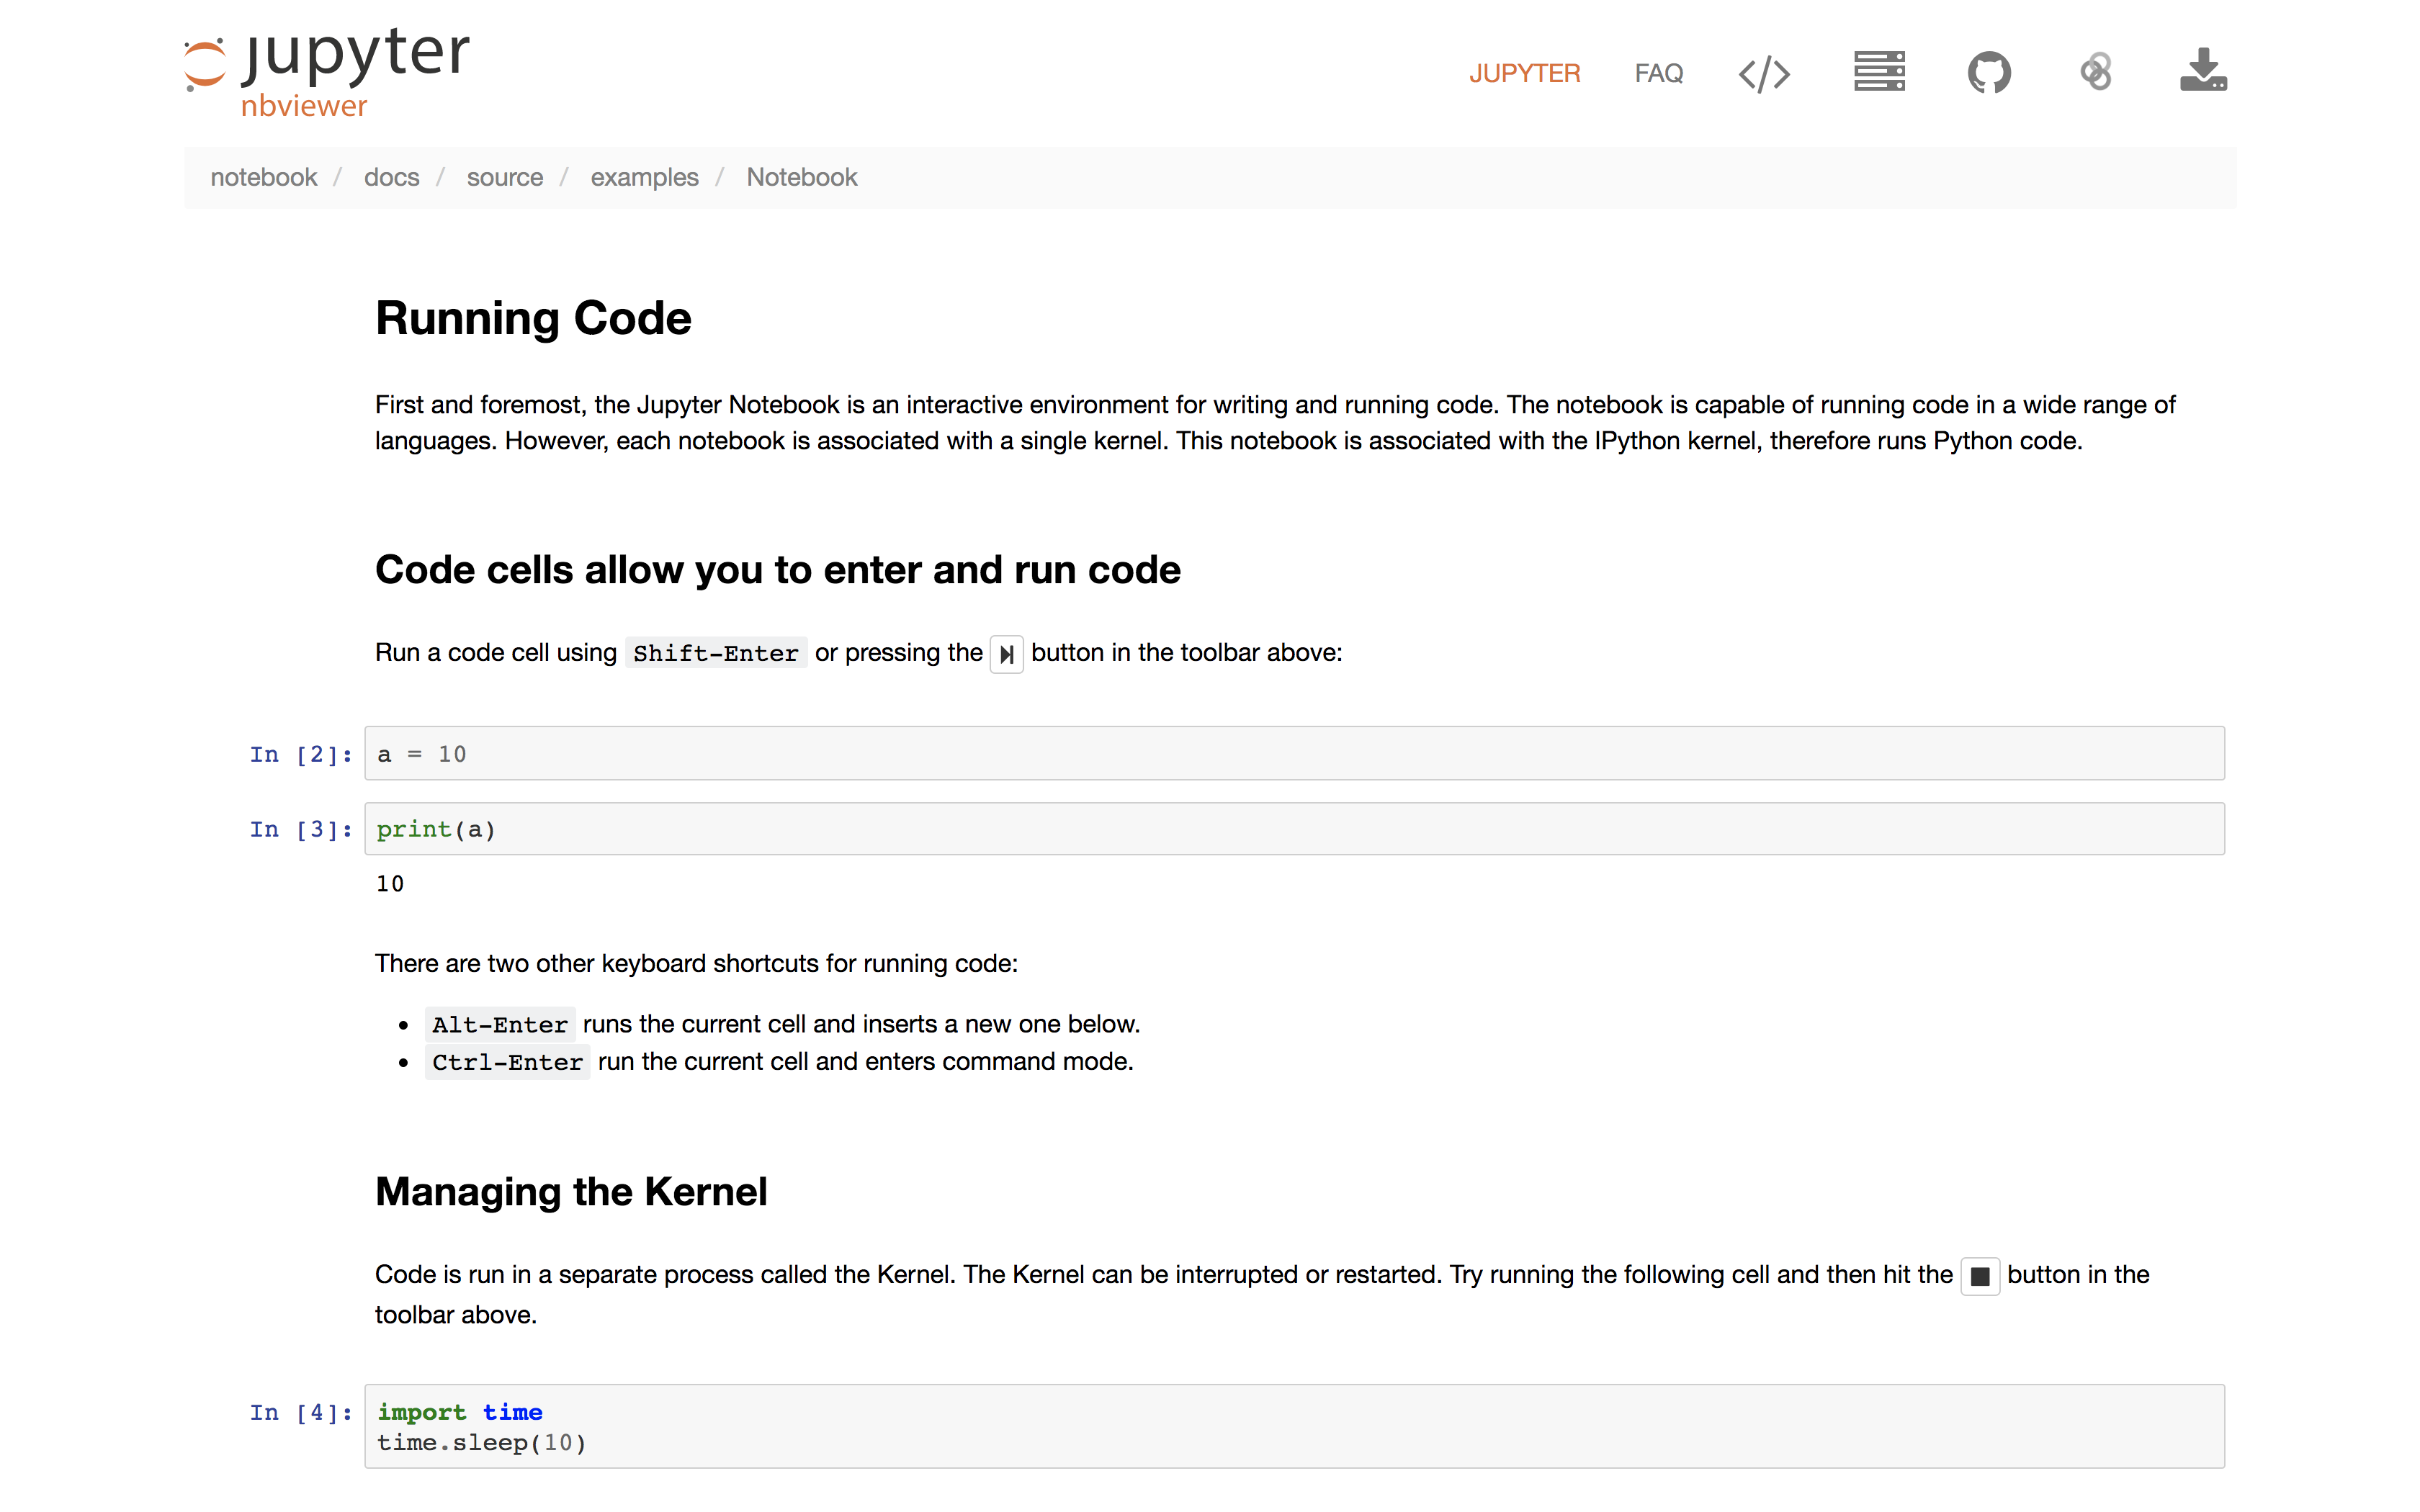 jupyter
nbviewer
JUPYTER FAQ </>
notebook / docs / source / examples / Notebook
Running Code
First and foremost, the Jupyter Notebook is an interactive environment for writing and running code. The notebook is capable of running code in a wide range of
languages. However, each notebook is associated with a single kernel. This notebook is associated with the IPython kernel, therefore runs Python code.
Code cells allow you to enter and run code
Run a code cell using Shift-Enter or pressing the button in the toolbar above:
In [2]: a = 10
In [3]: print(a)
10
There are two other keyboard shortcuts for running code:
• Alt-Enter runs the current cell and inserts a new one below.
• Ctrl-Enter run the current cell and enters command mode.
Managing the Kernel
Code is run in a separate process called the Kernel. The Kernel can be interrupted or restarted. Try running the following cell and then hit the button in the
toolbar above.
In [4]: import time
time.sleep(10)